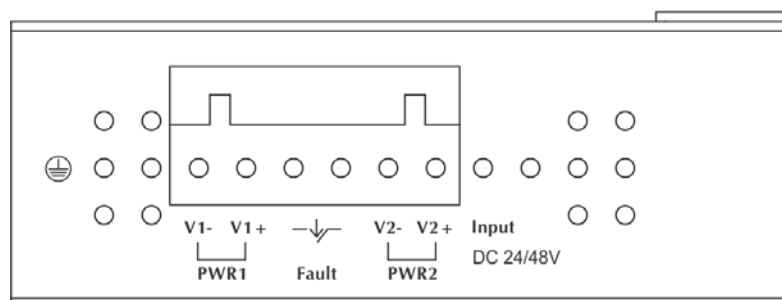 V1- V1+ V2- V2+ Input
DC 24/48V
PWR1 Fault PWR2